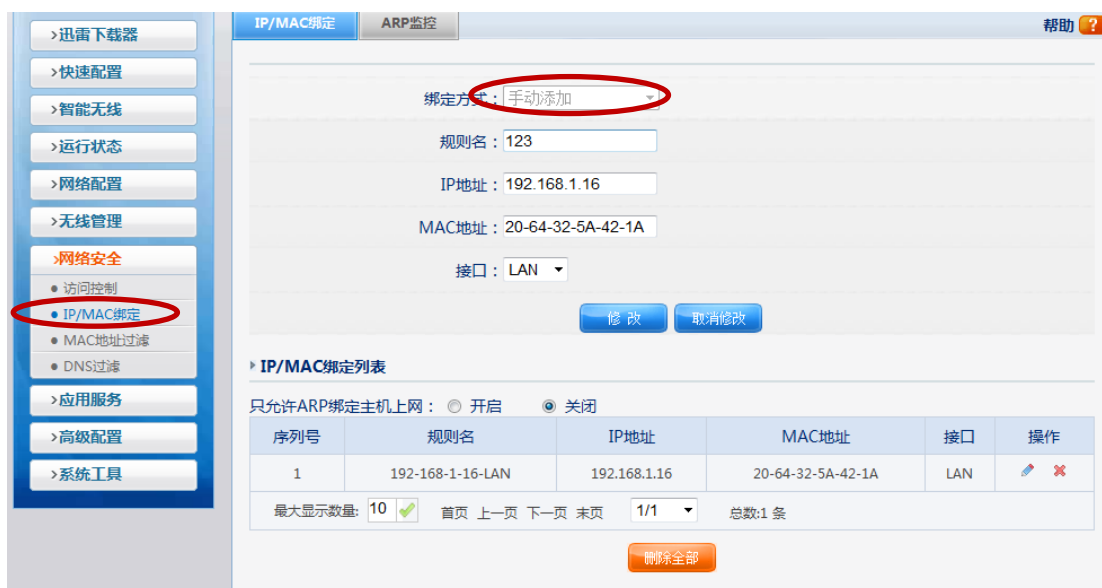 >迅雷下载器
>快速配置
>智能无线
>运行状态
>网络配置
>无线管理
>网络安全
● 访问控制
● IP/MAC绑定
● MAC地址过滤
● DNS过滤
>应用服务
>高级配置
>系统工具
IP/MAC绑定 ARP监控
帮助 ?
绑定方式： 手动添加
规则名： 123
IP地址： 192.168.1.16
MAC地址： 20-64-32-5A-42-1A
接口： LAN
修 改 取消修改
IP/MAC绑定列表
只允许ARP绑定主机上网： 开启 关闭
序列号 规则名 IP地址 MAC地址 接口 操作
1 192-168-1-16-LAN 192.168.1.16 20-64-32-5A-42-1A LAN
最大显示数量: 10 首页 上一页 下一页 末页 1/1 总数:1 条
删除全部